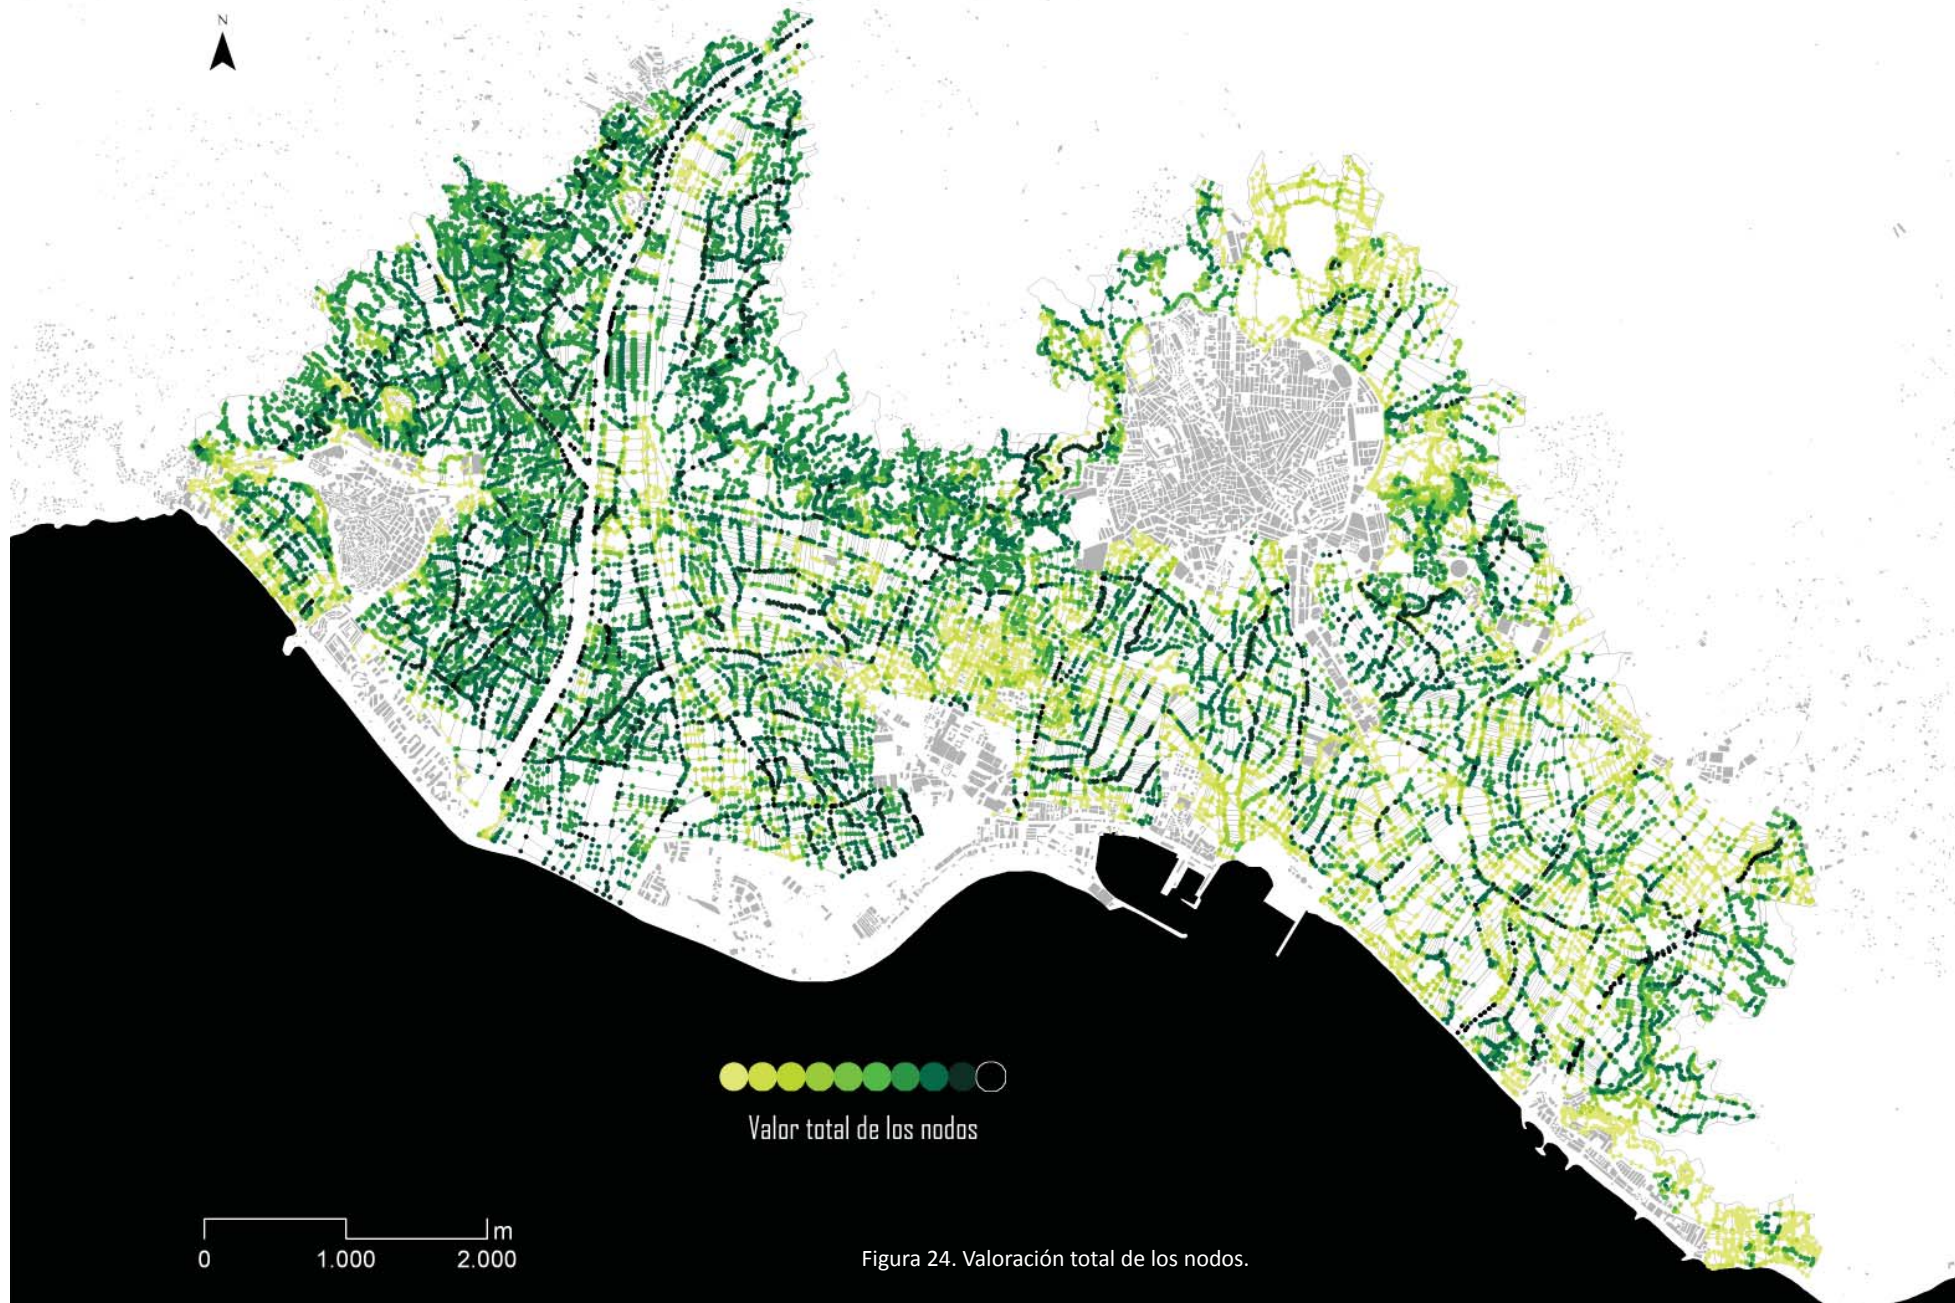 N
Valor total de los nodos
m
0 1.000 2.000
Figura 24. Valoración total de los nodos.